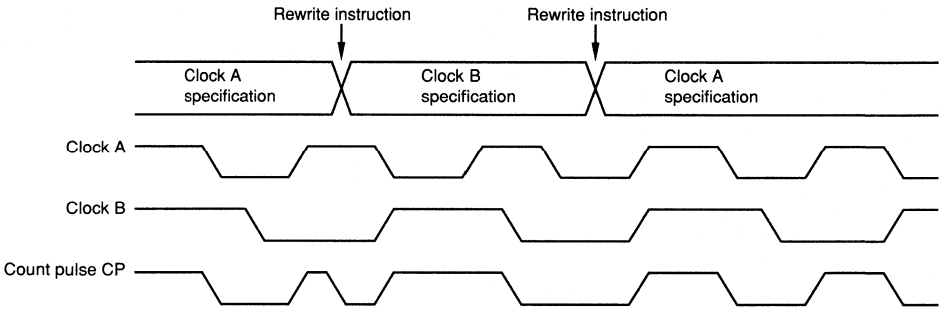 Rewrite instruction
Rewrite instruction
Clock A
specification
Clock B
specification
Clock A
specification
Clock A
Clock B
Count pulse CP